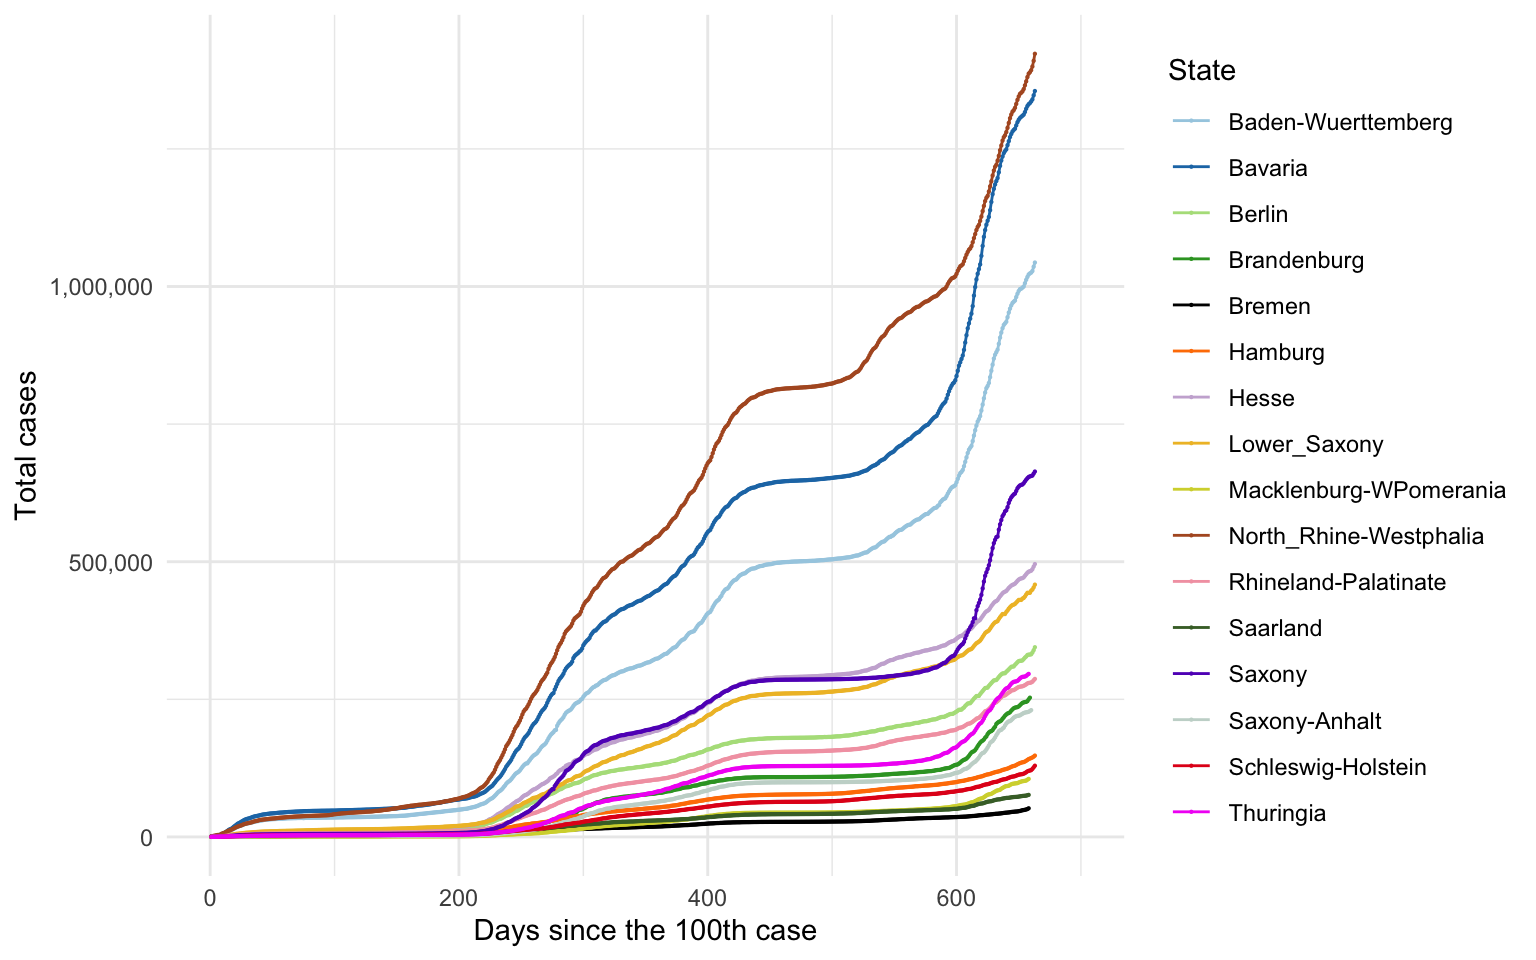 State
Baden-Wuerttemberg
Bavaria
Berlin
Brandenburg
Bremen
Hamburg
Hesse
Lower_Saxony
Macklenburg-WPomerania
North_Rhine-Westphalia
Rhineland-Palatinate
Saarland
Saxony
Saxony-Anhalt
Schleswig-Holstein
Thuringia
Total cases
1,000,000
500,000
0
0 200 400 600
Days since the 100th case